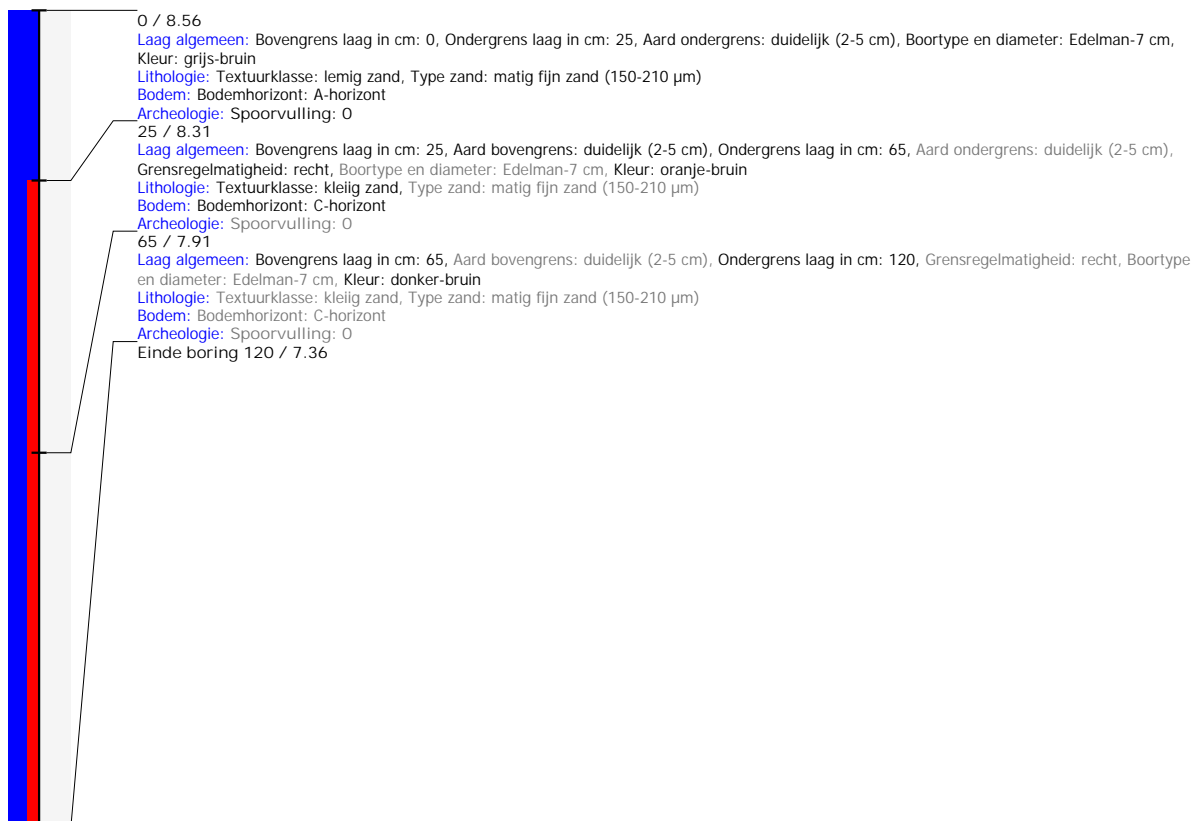 0 / 8.56
Laag algemeen: Bovengrens laag in cm: 0, Ondergrens laag in cm: 25, Aard ondergrens: duidelijk (2-5 cm), Boortype en diameter: Edelman-7 cm,
Kleur: grijs-bruin
Lithologie: Textuurklasse: lemig zand, Type zand: matig fijn zand (150-210 µm)
Bodem: Bodemhorizont: A-horizont
Archeologie: Spoorvulling: 0
25 / 8.31
Laag algemeen: Bovengrens laag in cm: 25, Aard bovengrens: duidelijk (2-5 cm), Ondergrens laag in cm: 65, Aard ondergrens: duidelijk (2-5 cm),
Grensregelmatigheid: recht, Boortype en diameter: Edelman-7 cm, Kleur: oranje-bruin
Lithologie: Textuurklasse: kleiig zand, Type zand: matig fijn zand (150-210 µm)
Bodem: Bodemhorizont: C-horizont
Archeologie: Spoorvulling: 0
65 / 7.91
Laag algemeen: Bovengrens laag in cm: 65, Aard bovengrens: duidelijk (2-5 cm), Ondergrens laag in cm: 120, Grensregelmatigheid: recht, Boortype
en diameter: Edelman-7 cm, Kleur: donker-bruin
Lithologie: Textuurklasse: kleiig zand, Type zand: matig fijn zand (150-210 µm)
Bodem: Bodemhorizont: C-horizont
Archeologie: Spoorvulling: 0
Einde boring 120 / 7.36